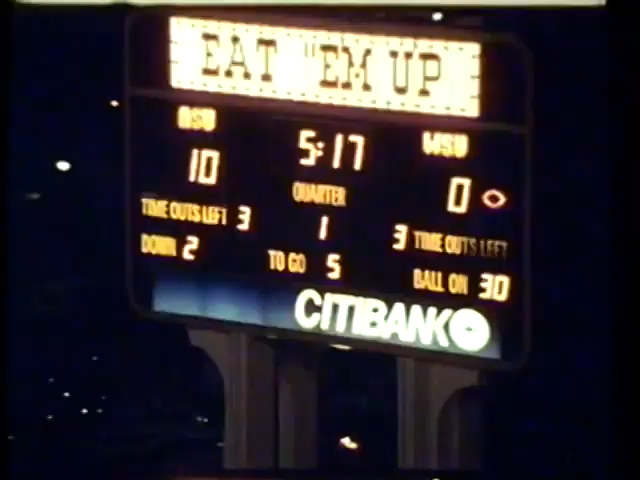 EAT "EM UP
ASU 5:17 WSU
10 QUARTER 0
TIME OUTS LEFT 3 1 3 TIME OUTS LEFT
DOWN 2 TO GO 5 BALL ON 30
CITIBANK